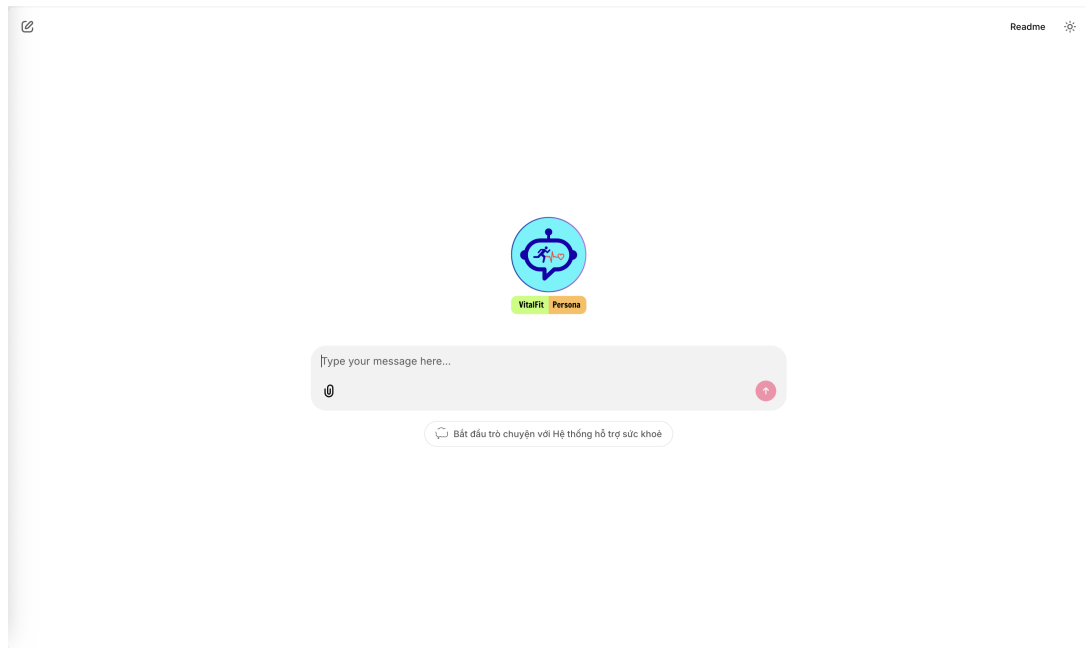 Readme
VitalFit Persona
Type your message here...
Bắt đầu trò chuyện với Hệ thống hỗ trợ sức khoẻ